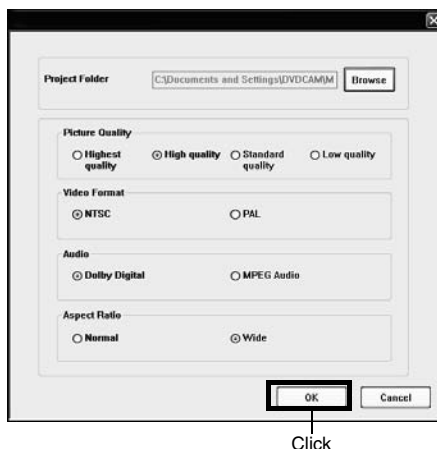 Project Folder C:\Documents and Settings\DVDCAM\M Browse
Picture Quality
Highest quality High quality Standard quality Low quality
Video Format
NTSC PAL
Audio
Dolby Digital MPEG Audio
Aspect Ratio
Normal Wide
OK Cancel
Click